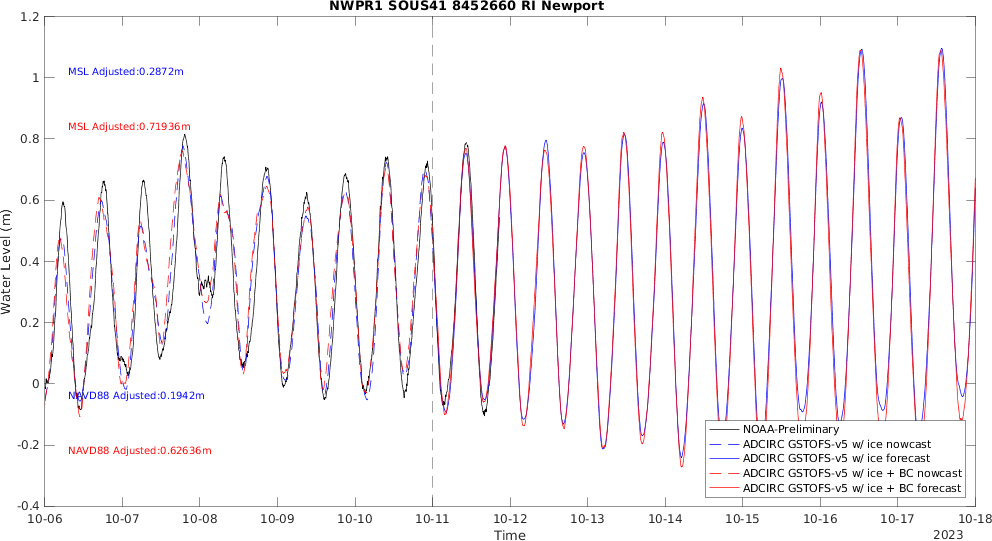 NWPR1 SOUS41 8452660 RI Newport
1.2
1
0.8
0.6
0.4
0.2
0
-0.2
-0.4
Water Level (m)
MSL Adjusted:0.2872m
MSL Adjusted:0.71936m
NAVD88 Adjusted:0.1942m
NAVD88 Adjusted:0.62636m
NOAA-Preliminary
ADCIRC GSTOFS-v5 w/ ice nowcast
ADCIRC GSTOFS-v5 w/ ice forecast
ADCIRC GSTOFS-v5 w/ ice + BC nowcast
ADCIRC GSTOFS-v5 w/ ice + BC forecast
10-06 10-07 10-08 10-09 10-10 10-11 10-12 10-13 10-14 10-15 10-16 10-17 10-18
Time
2023